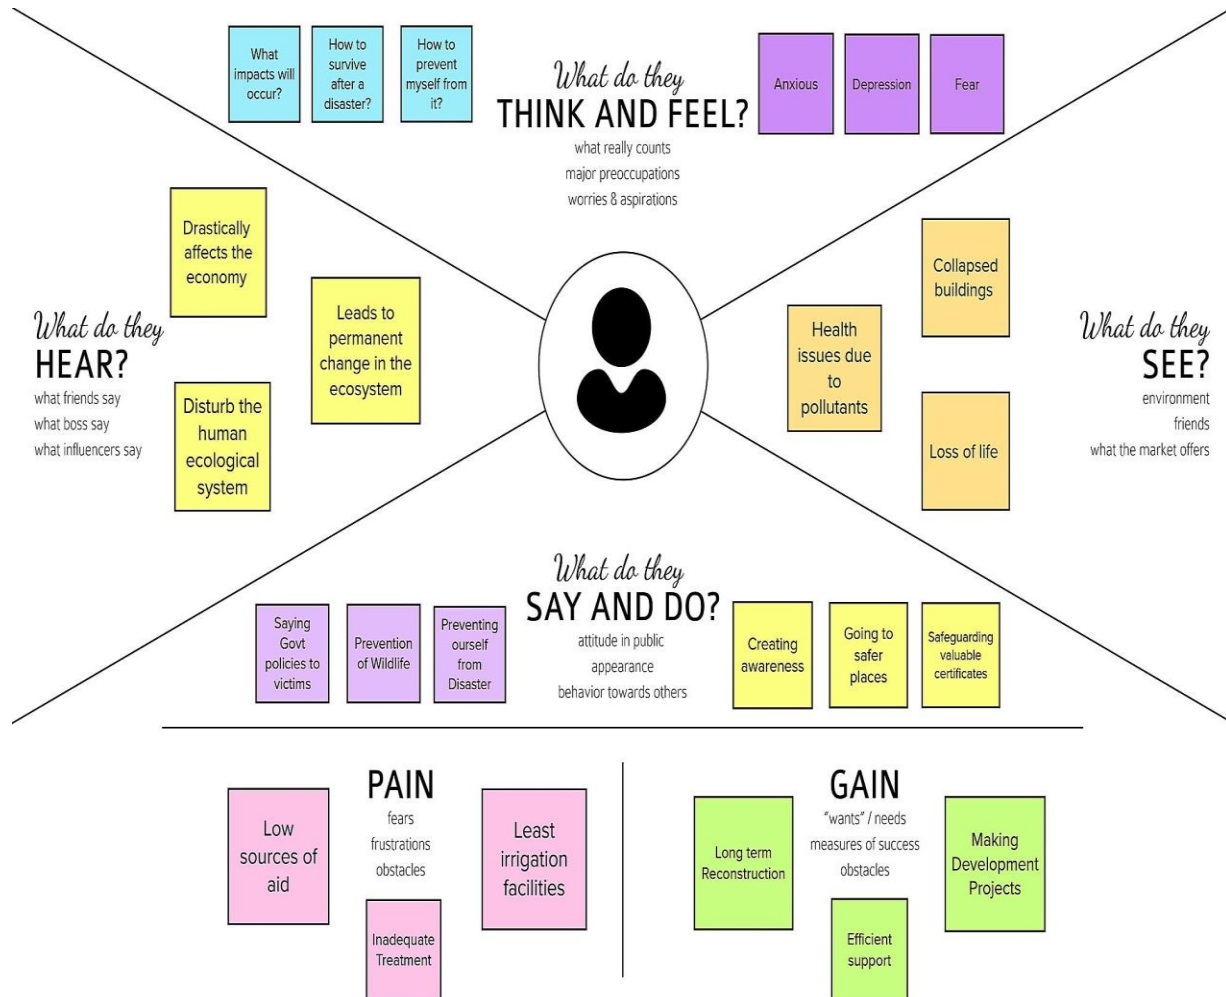 What
impacts will
occur?
How to
survive
after a
disaster?
How to
prevent
myself from
it?
What do they
THINK AND FEEL?
what really counts
major preoccupations
worries & aspirations
Anxious
Depression
Fear
What do they
HEAR?
what friends say
what boss say
what influencers say
Drastically
affects the
economy
Leads to
permanent
change in the
ecosystem
Disturb the
human
ecological
system
Health
issues due
to
pollutants
Collapsed
buildings
Loss of life
What do they
SEE?
environment
friends
what the market offers
Saying
Govt
policies to
victims
Prevention
of Wildlife
Preventing
ourself
from
Disaster
What do they
SAY AND DO?
attitude in public
appearance
behavior towards others
Creating
awareness
Going to
safer
places
Safeguarding
valuable
certificates
PAIN
fears
frustrations
obstacles
Low
sources of
aid
Inadequate
Treatment
Least
irrigation
facilities
GAIN
"wants" / needs
measures of success
obstacles
Long term
Reconstruction
Efficient
support
Making
Development
Projects